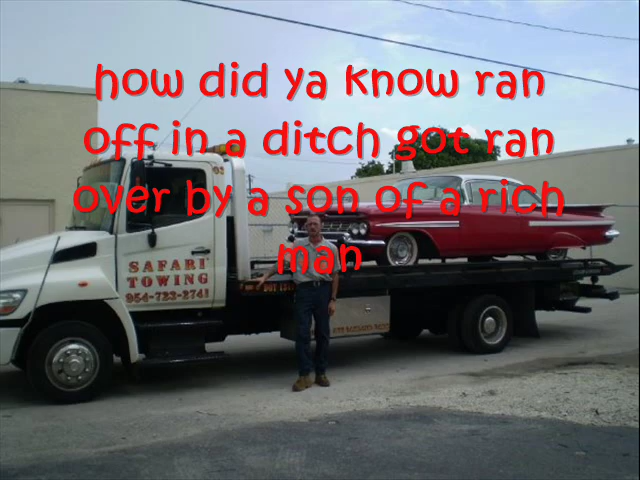 how did ya know ran
off in a ditch got ran
over by a son of a rich
man
SAFARI
TOWING
954-723-2741